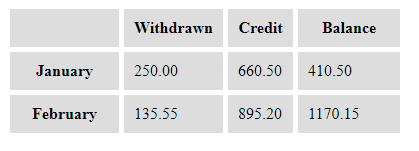 Withdrawn Credit Balance
January 250.00 660.50 410.50
February 135.55 895.20 1170.15